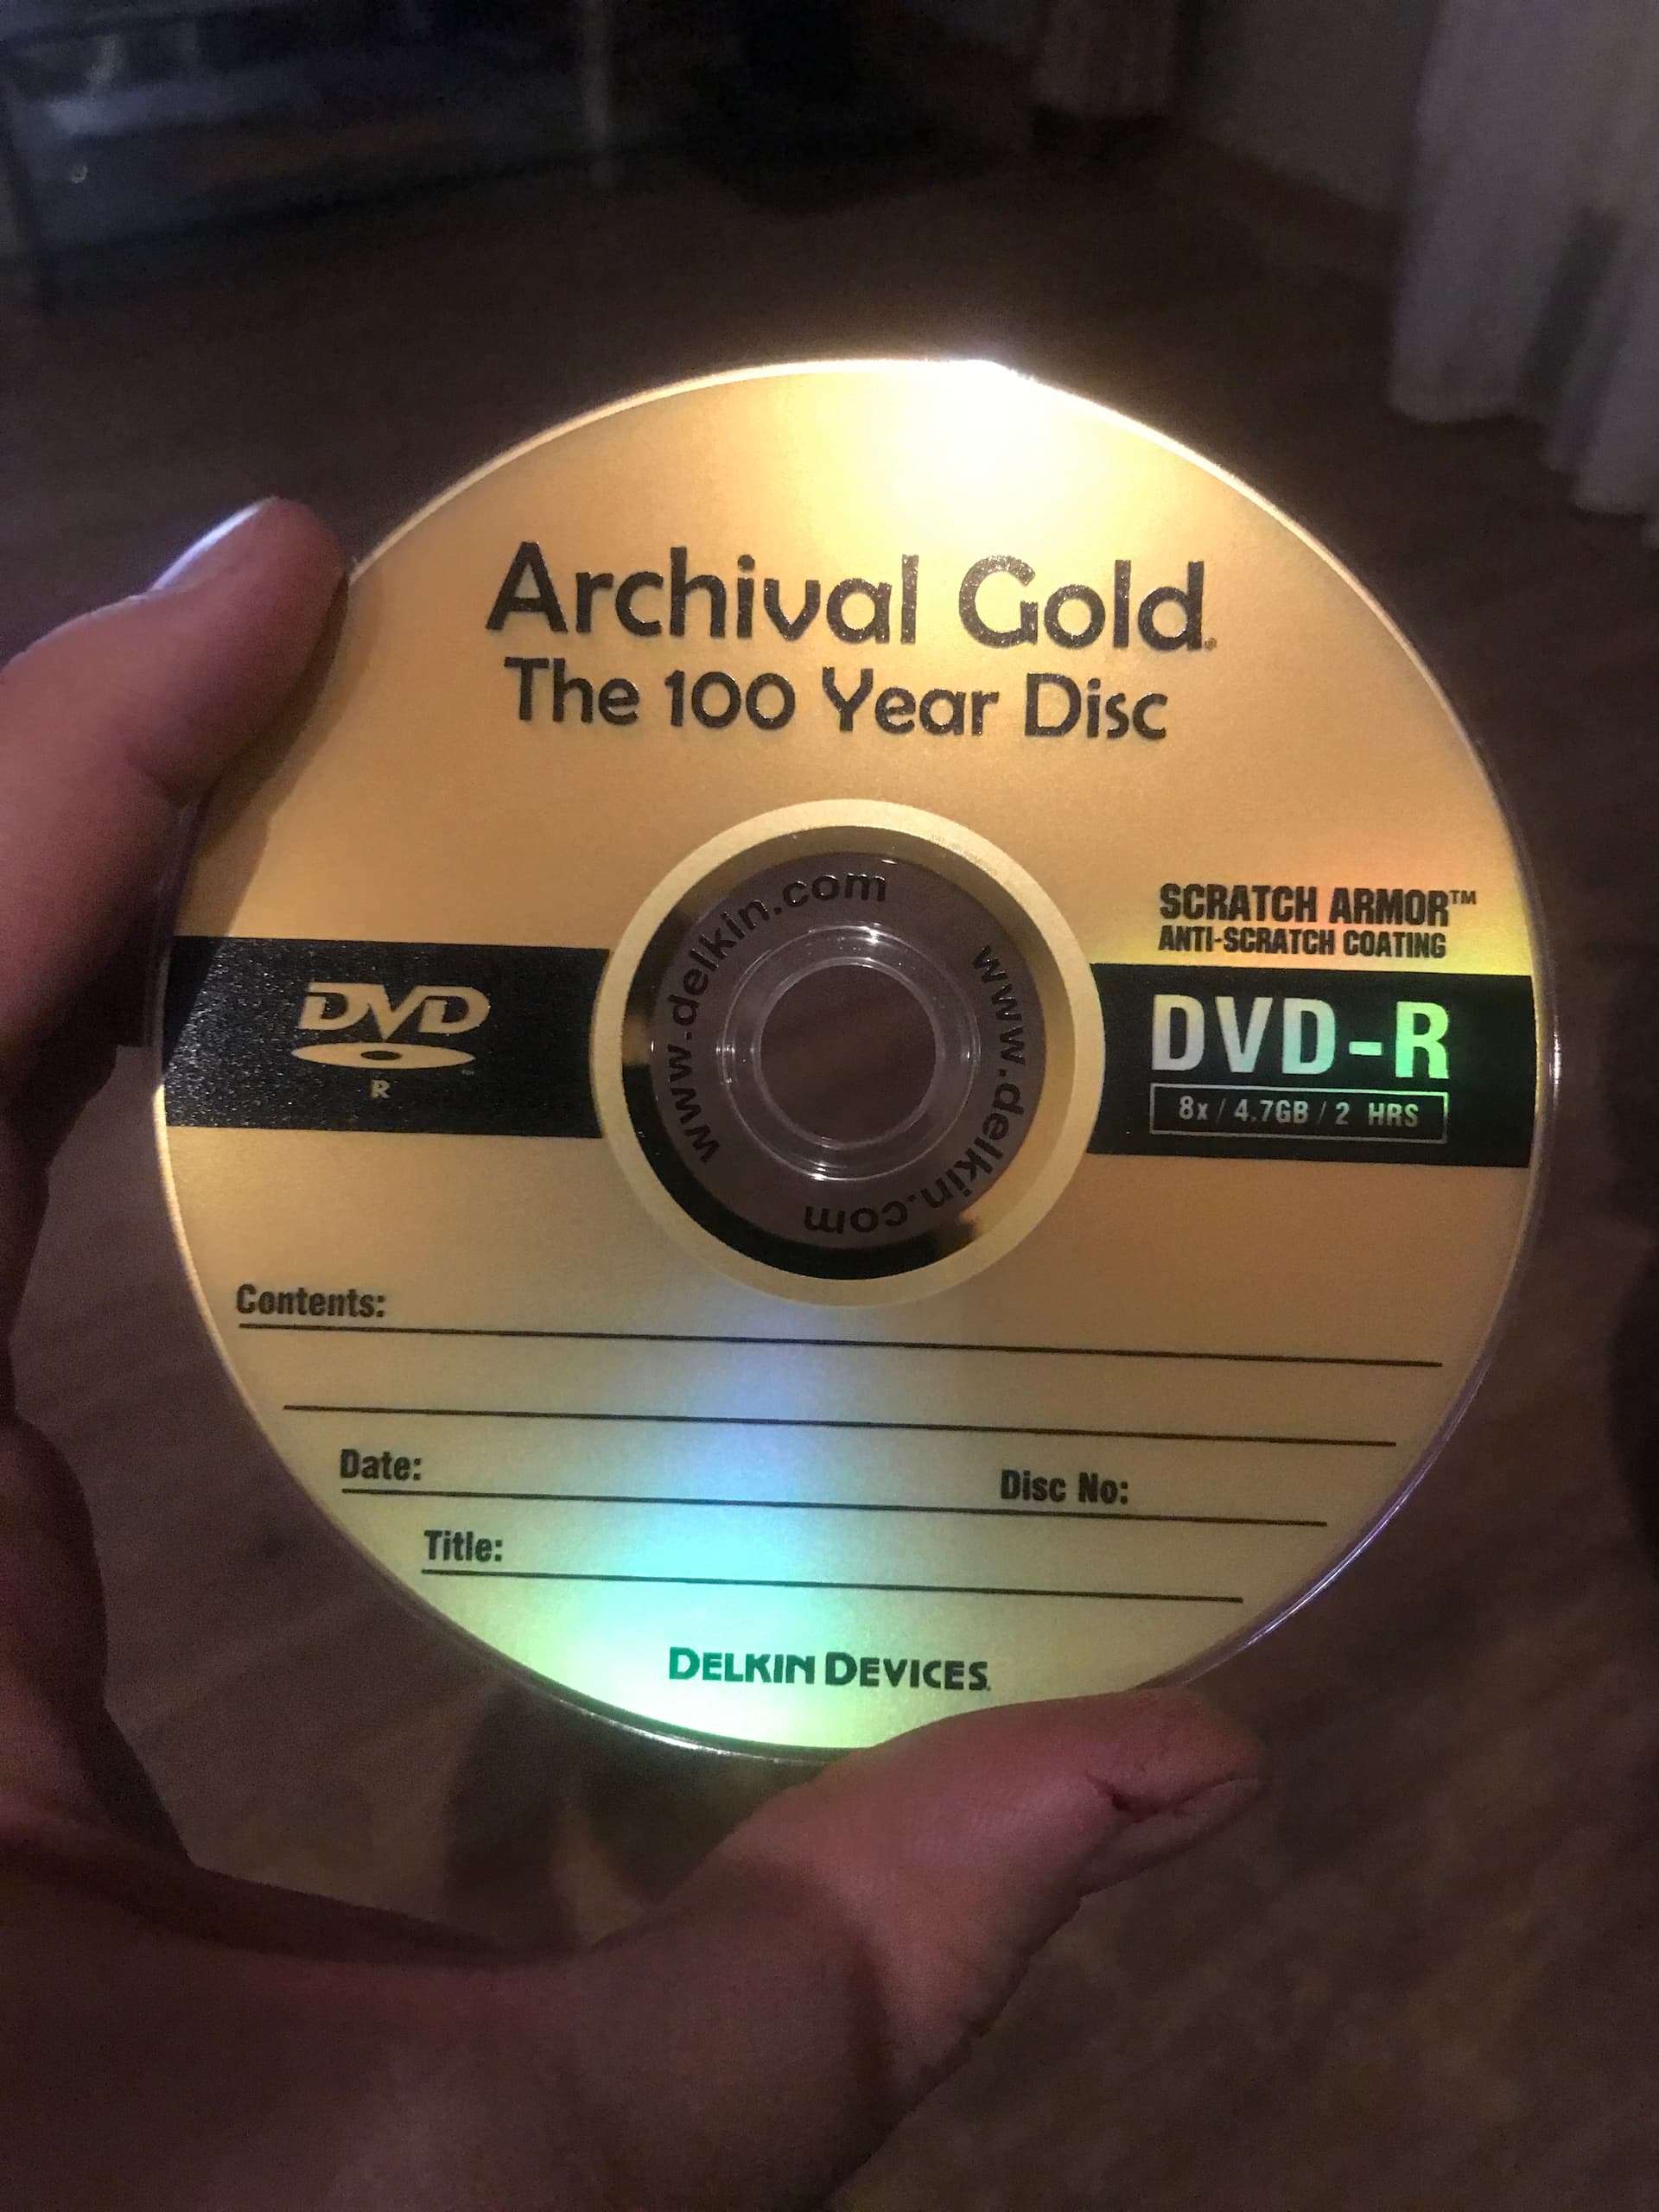 Archival Gold®
The 100 Year Disc
www.delkin.com
www.delkin.com
SCRATCH ARMOR™
ANTI-SCRATCH COATING
DVD™
R
DVD-R
8x / 4.7GB / 2 HRS
Contents:
Date: Disc No:
Title:
DELKIN DEVICES